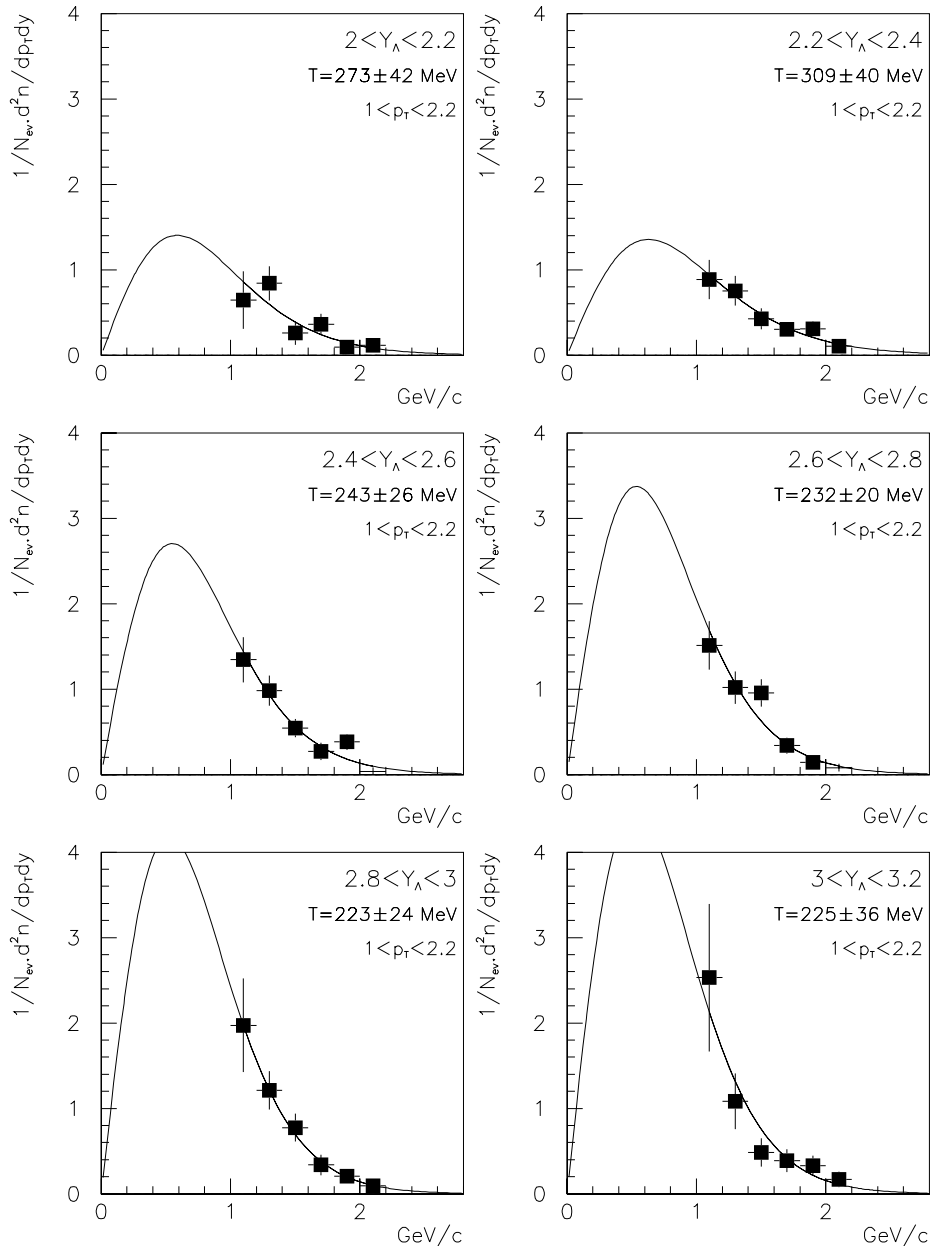 1/N_ev.d²n/dp_Tdy
4
3
2
1
0
2<Y_Λ<2.2
T=273±42 MeV
1<p_T<2.2
0 1 2
GeV/c
1/N_ev.d²n/dp_Tdy
4
3
2
1
0
2.2<Y_Λ<2.4
T=309±40 MeV
1<p_T<2.2
0 1 2
GeV/c
1/N_ev.d²n/dp_Tdy
4
3
2
1
0
2.4<Y_Λ<2.6
T=243±26 MeV
1<p_T<2.2
0 1 2
GeV/c
1/N_ev.d²n/dp_Tdy
4
3
2
1
0
2.6<Y_Λ<2.8
T=232±20 MeV
1<p_T<2.2
0 1 2
GeV/c
1/N_ev.d²n/dp_Tdy
4
3
2
1
0
2.8<Y_Λ<3
T=223±24 MeV
1<p_T<2.2
0 1 2
GeV/c
1/N_ev.d²n/dp_Tdy
4
3
2
1
0
3<Y_Λ<3.2
T=225±36 MeV
1<p_T<2.2
0 1 2
GeV/c